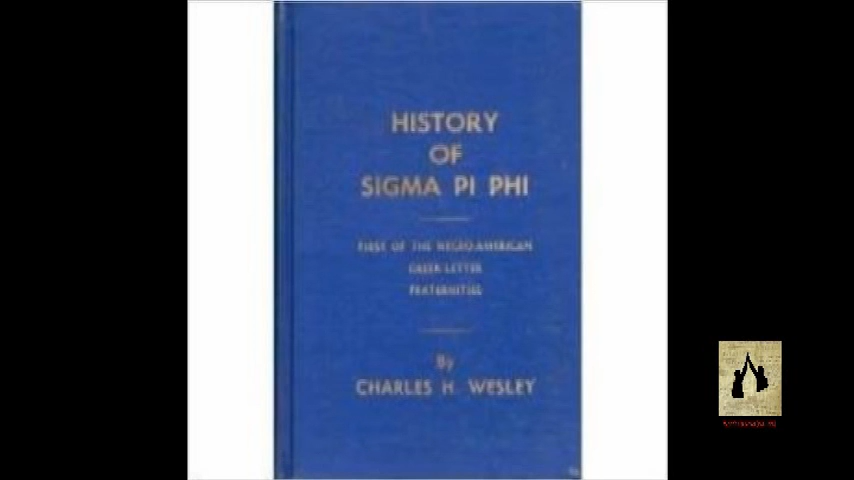 HISTORY
OF
SIGMA PI PHI
FIRST OF THE NEGRO-AMERICAN
GREEK-LETTER
FRATERNITIES
By
CHARLES H. WESLEY